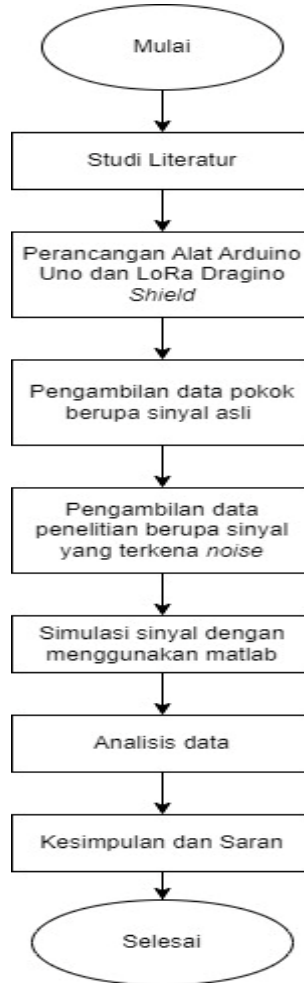 Mulai
Studi Literatur
Perancangan Alat Arduino
Uno dan LoRa Dragino
Shield
Pengambilan data pokok
berupa sinyal asli
Pengambilan data
penelitian berupa sinyal
yang terkena noise
Simulasi sinyal dengan
menggunakan matlab
Analisis data
Kesimpulan dan Saran
Selesai